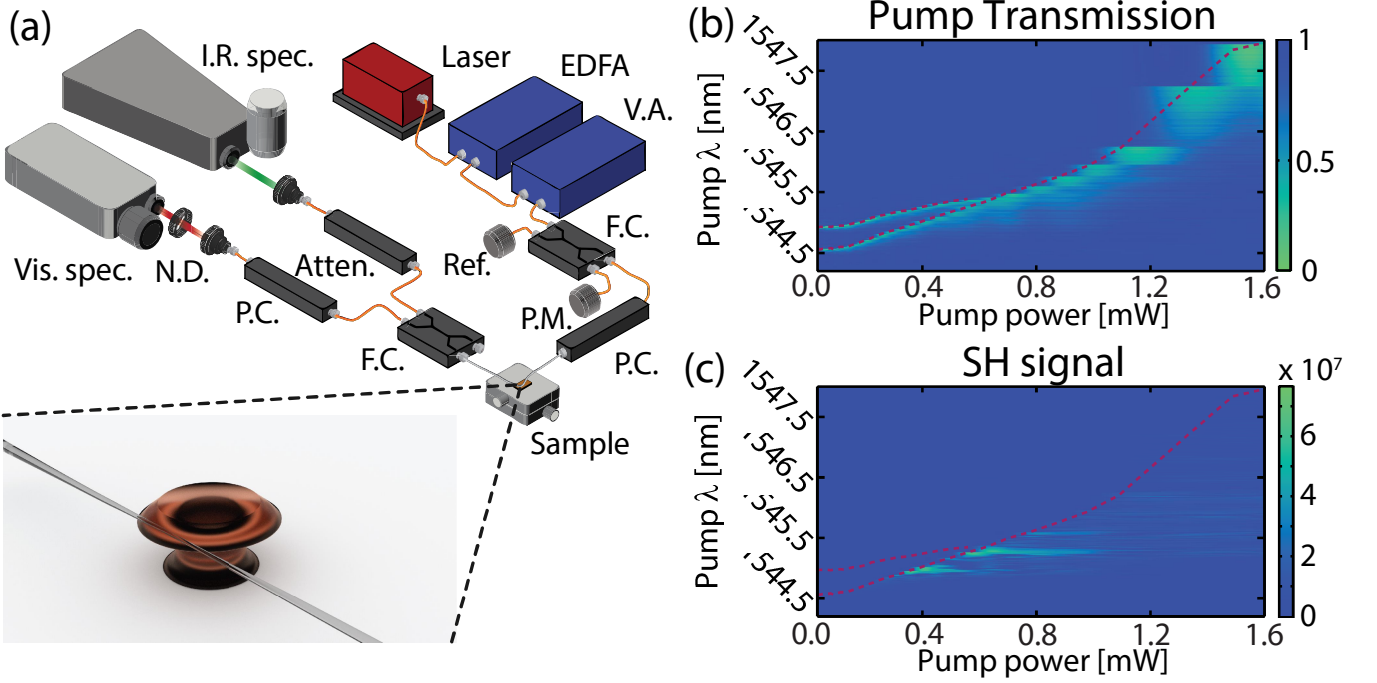 (a)
I.R. spec.
Laser
EDFA
V.A.
Vis. spec.
N.D.
Atten.
Ref.
F.C.
P.C.
P.M.
F.C.
P.C.
Sample
(b)
Pump Transmission
Pump λ [nm]
1547.5
546.5
545.5
544.5
0.0 0.4 0.8 1.2 1.6
Pump power [mW]
1
0.5
0
(c)
SH signal
x 10⁷
Pump λ [nm]
1547.5
546.5
545.5
544.5
0.0 0.4 0.8 1.2 1.6
Pump power [mW]
6
4
2
0